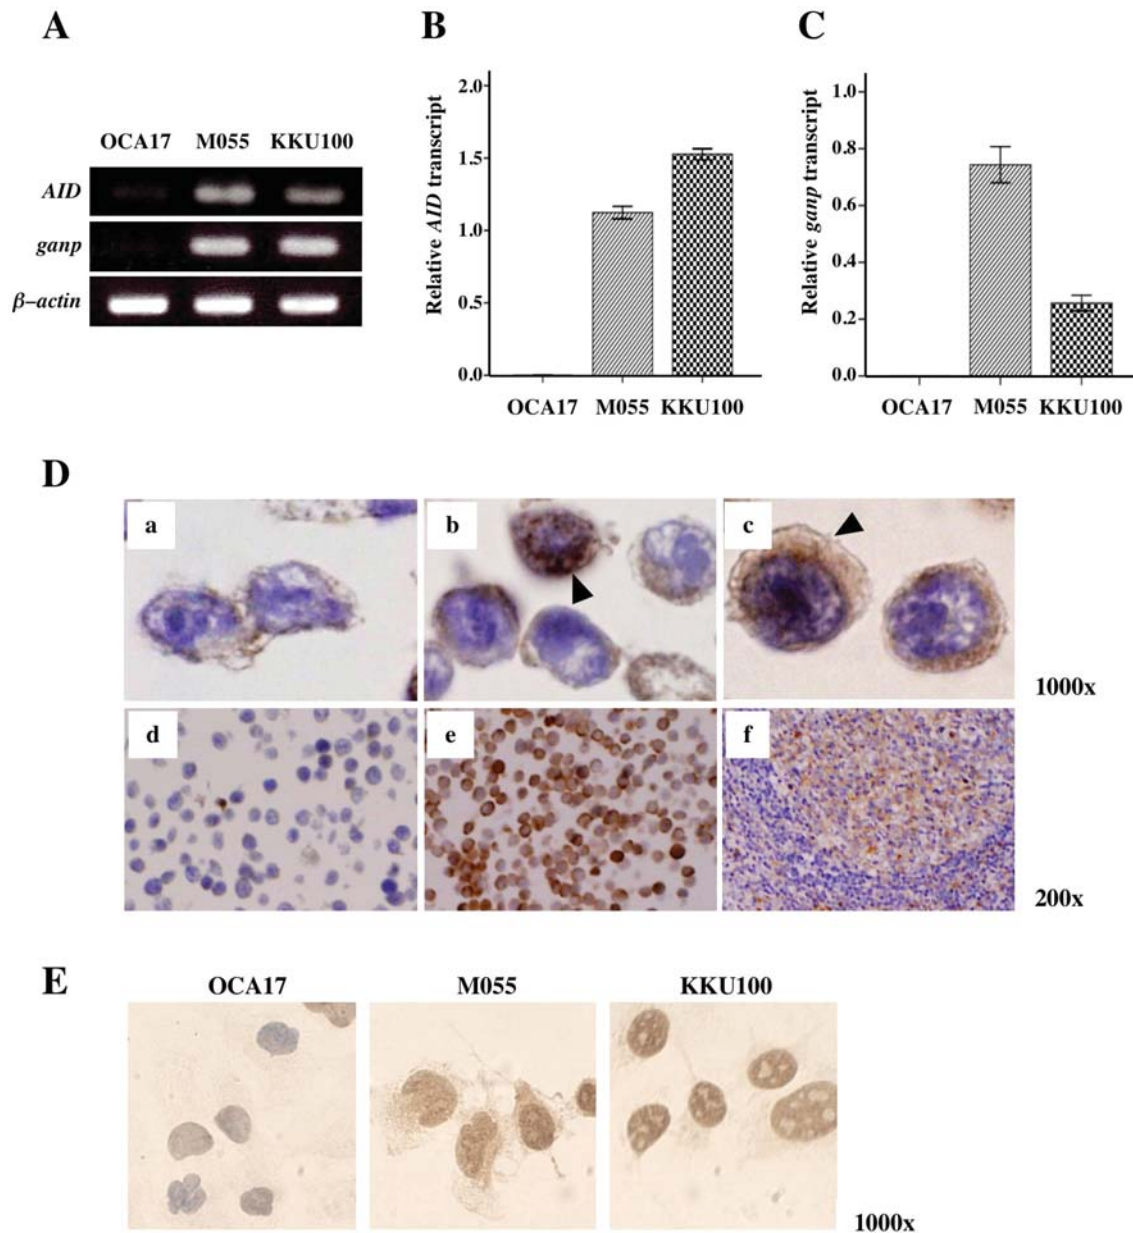 A
OCA17 M055 KKU100
AID
ganp
β-actin
B
Relative AID transcript
2.0
1.5
1.0
0.5
0.0
OCA17 M055 KKU100
C
Relative ganp transcript
1.0
0.8
0.6
0.4
0.2
0.0
OCA17 M055 KKU100
D
a b c
1000x
d e f
200x
E
OCA17 M055 KKU100
1000x